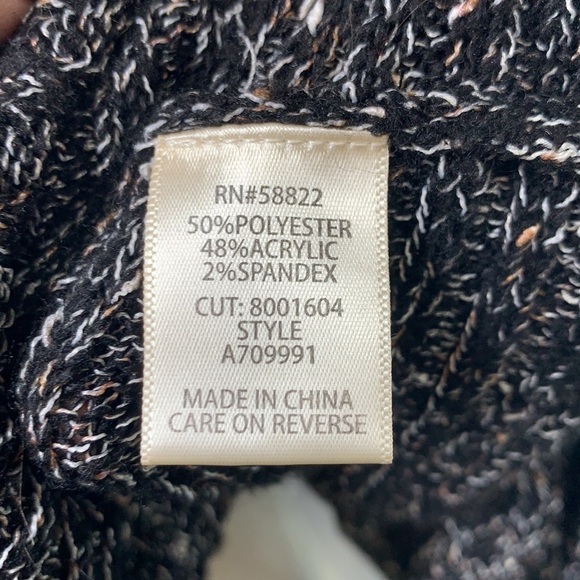 RN#58822
50%POLYESTER
48%ACRYLIC
2%SPANDEX
CUT: 8001604
STYLE
A709991
MADE IN CHINA
CARE ON REVERSE